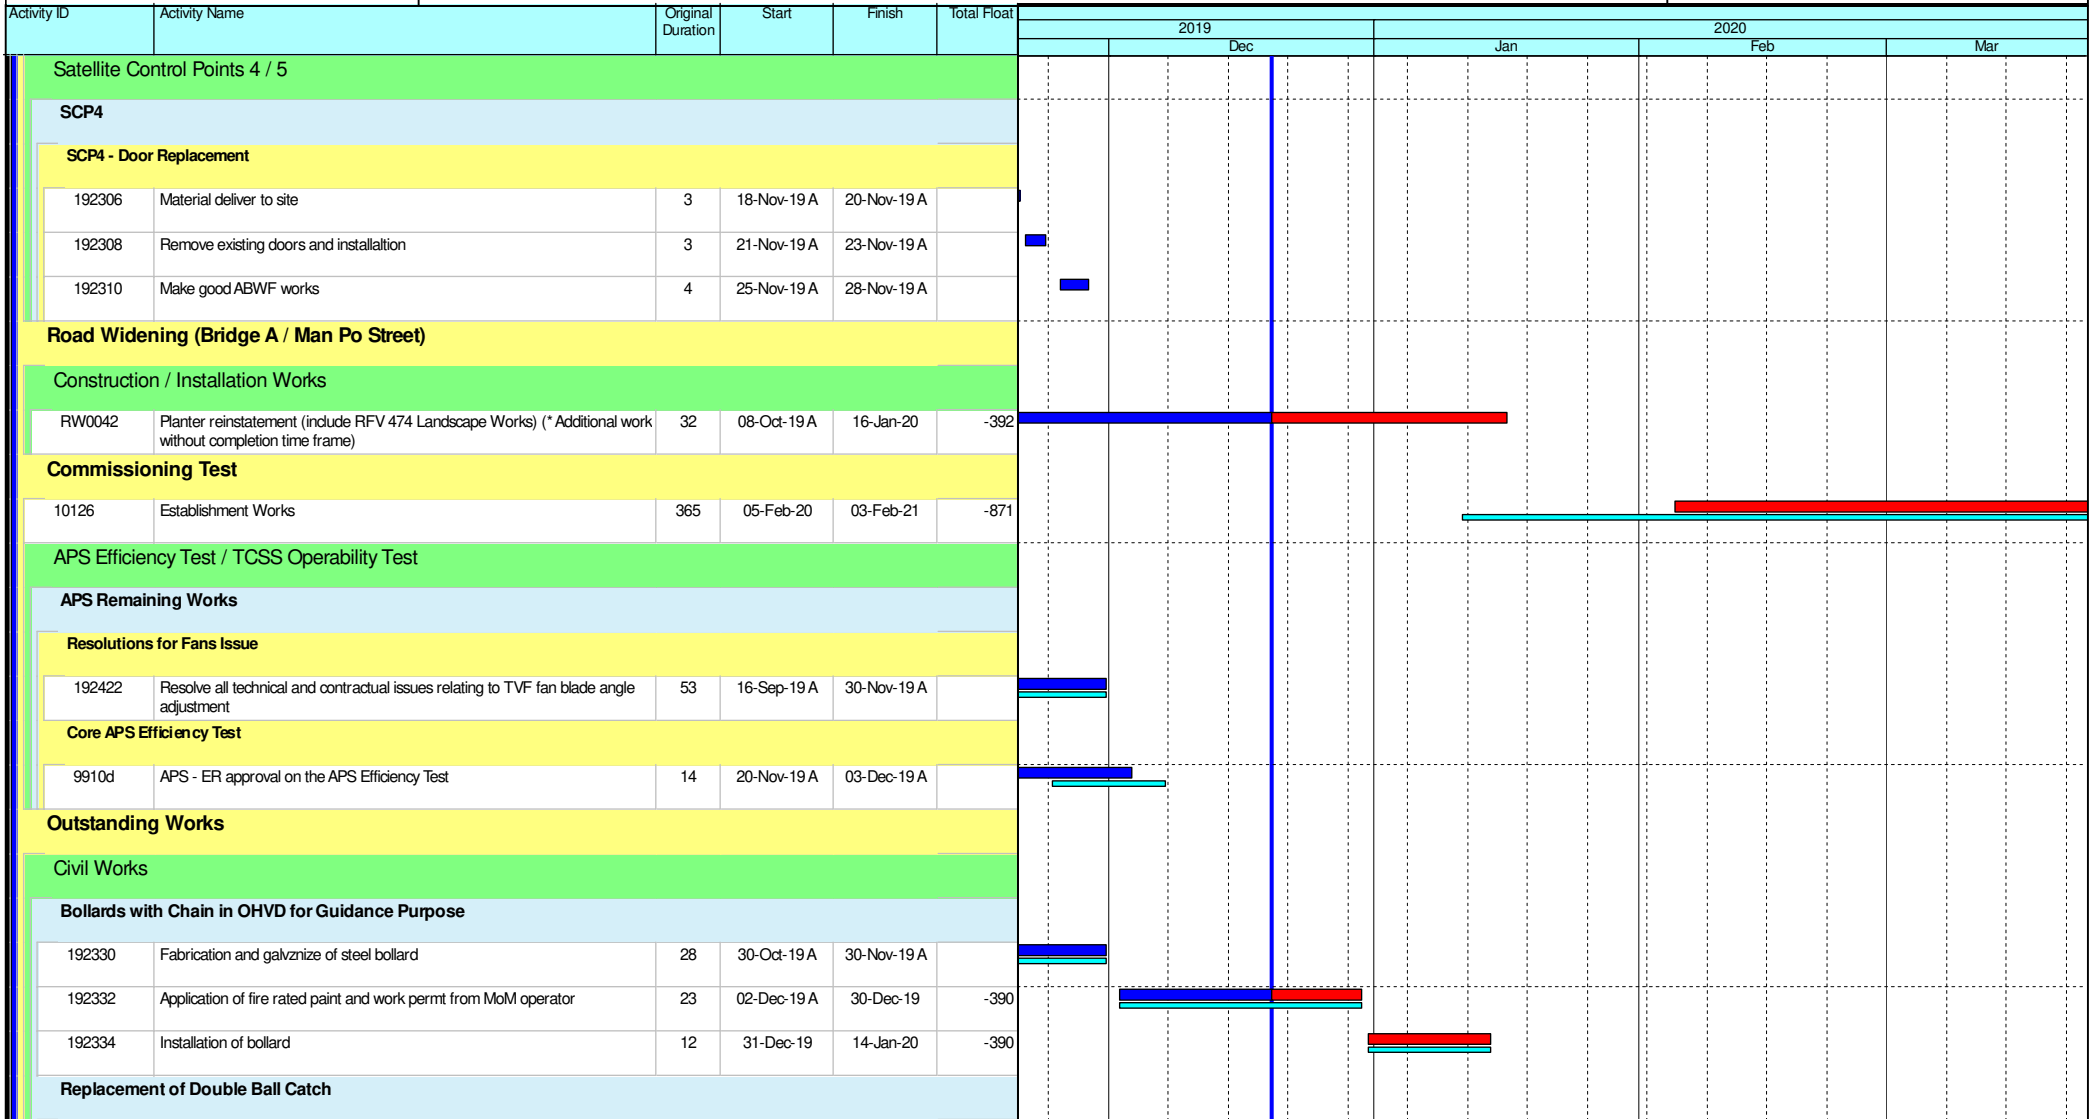 Activity ID Activity Name Original Duration Start Finish Total Float 2019 2020
Dec Jan Feb Mar
Satellite Control Points 4 / 5
SCP4
SCP4 - Door Replacement
192306 Material deliver to site 3 18-Nov-19 A 20-Nov-19 A
192308 Remove existing doors and installaltion 3 21-Nov-19 A 23-Nov-19 A
192310 Make good ABWF works 4 25-Nov-19 A 28-Nov-19 A
Road Widening (Bridge A / Man Po Street)
Construction / Installation Works
RW0042 Planter reinstatement (include RFV 474 Landscape Works) (* Additional work 32 08-Oct-19 A 16-Jan-20 -392
without completion time frame)
Commissioning Test
10126 Establishment Works 365 05-Feb-20 03-Feb-21 -871
APS Efficiency Test / TCSS Operability Test
APS Remaining Works
Resolutions for Fans Issue
192422 Resolve all technical and contractual issues relating to TVF fan blade angle 53 16-Sep-19 A 30-Nov-19 A
adjustment
Core APS Efficiency Test
9910d APS - ER approval on the APS Efficiency Test 14 20-Nov-19 A 03-Dec-19 A
Outstanding Works
Civil Works
Bollards with Chain in OHVD for Guidance Purpose
192330 Fabrication and galvznize of steel bollard 28 30-Oct-19 A 30-Nov-19 A
192332 Application of fire rated paint and work permt from MoM operator 23 02-Dec-19 A 30-Dec-19 -390
192334 Installation of bollard 12 31-Dec-19 14-Jan-20 -390
Replacement of Double Ball Catch